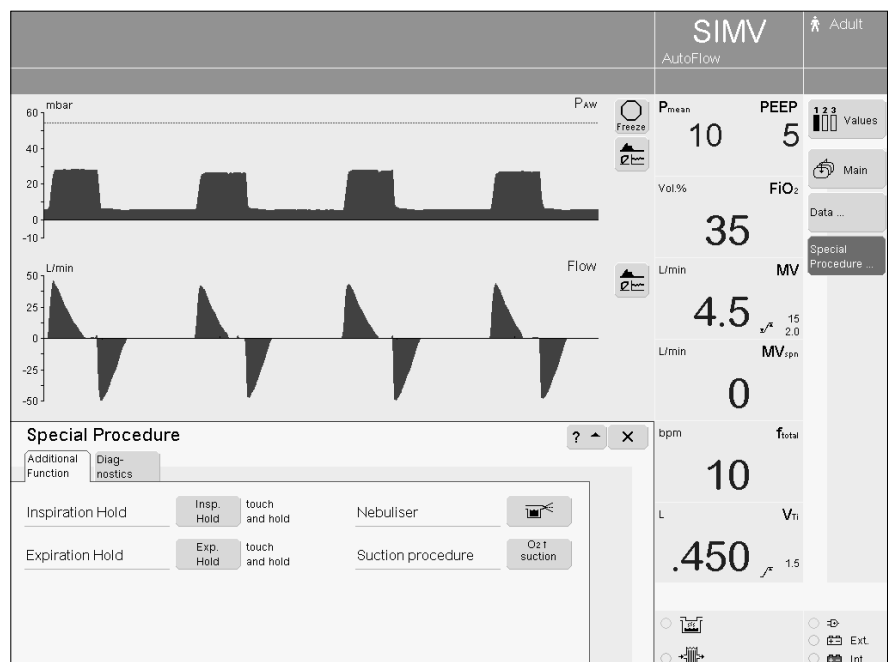 SIMV
AutoFlow
Adult
mbar
PAW
60
40
20
0
-10
Freeze
Pmean PEEP
10 5
1 2 3
Values
Main
Data ...
Special
Procedure ...
Vol.% FiO2
35
L/min
Flow
50
25
0
-25
-50
L/min MV
4.5
15
2.0
L/min MVspn
0
bpm ftotal
10
L VTi
.450
1.5
Special Procedure
?
Additional
Function
Diag-
nostics
Inspiration Hold
Insp.
Hold
touch
and hold
Nebuliser
Expiration Hold
Exp.
Hold
touch
and hold
Suction procedure
O2↑
suction
Ext.
Int.